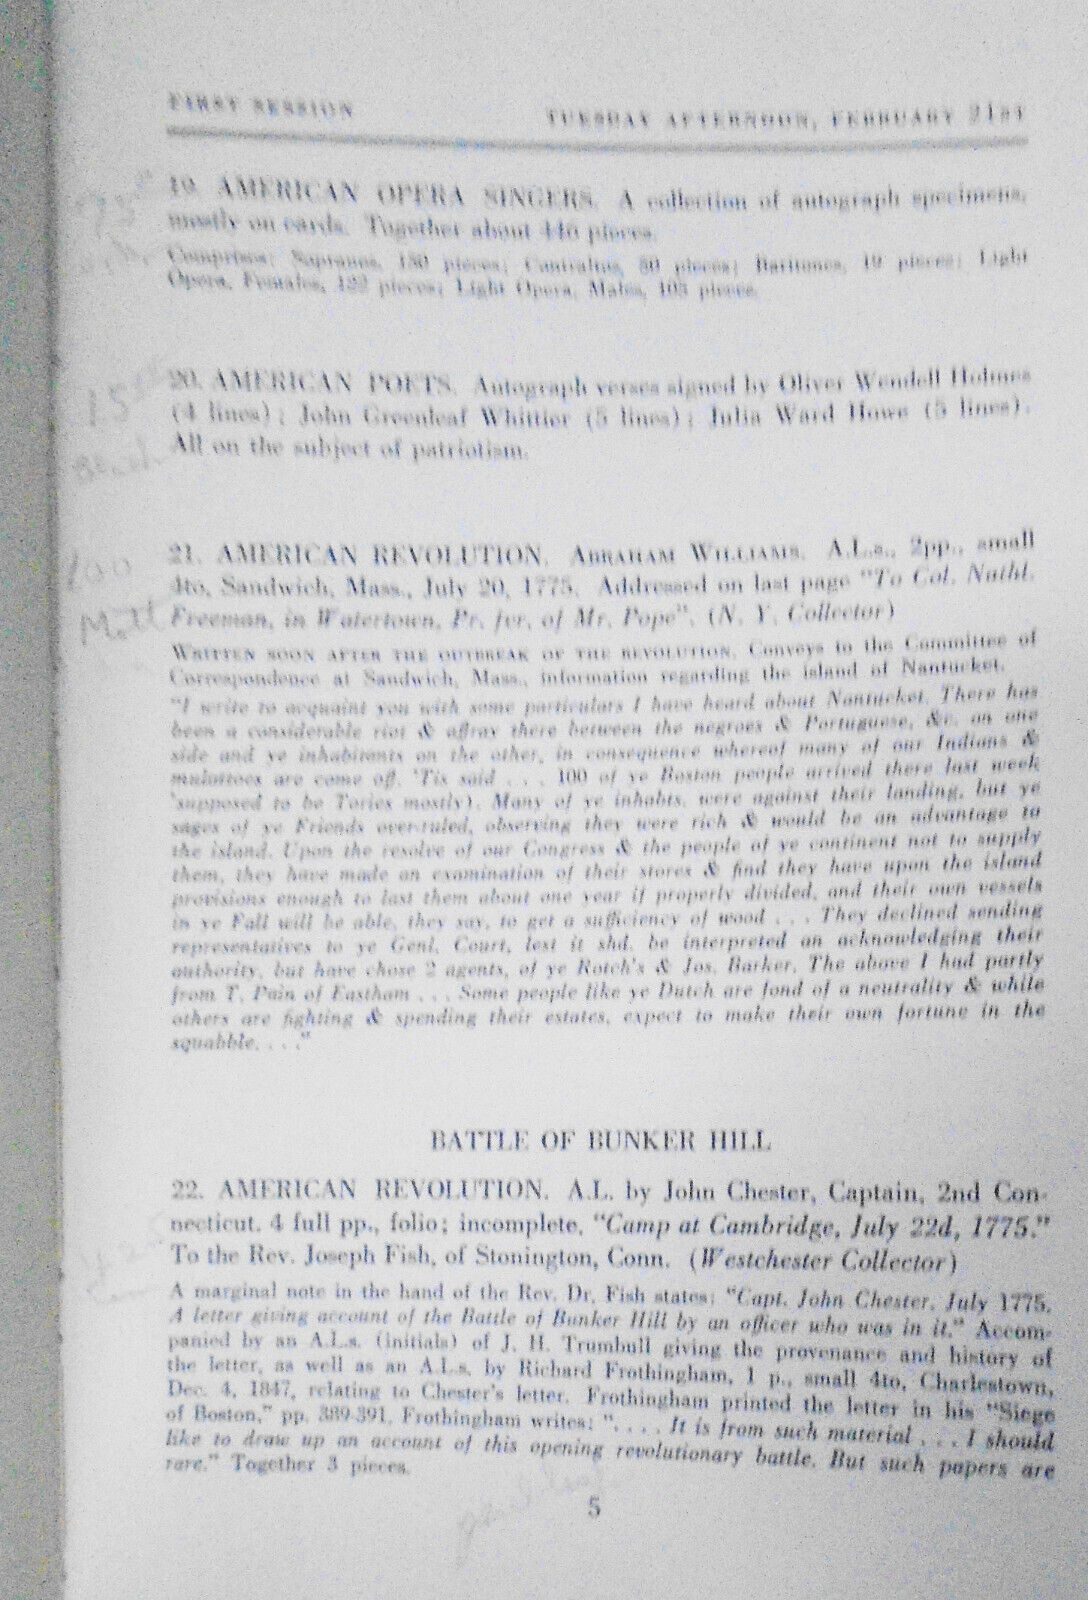 FIRST SESSION TUESDAY AFTERNOON, FEBRUARY 21ST
19. AMERICAN OPERA SINGERS. A collection of autograph specimens,
mostly on cards. Together about 446 pieces.
Comprises: Sopranos, 150 pieces; Contraltos, 50 pieces; Baritones, 19 pieces; Light
Opera, Females, 122 pieces; Light Opera, Males, 105 pieces.
20. AMERICAN POETS. Autograph verses signed by Oliver Wendell Holmes
15
(4 lines); John Greenleaf Whittier (5 lines); Julia Ward Howe (5 lines).
All on the subject of patriotism.
21. AMERICAN REVOLUTION. ABRAHAM WILLIAMS. A.L.s., 2pp., small
4to, Sandwich, Mass., July 20, 1775. Addressed on last page "To Col. Nathl.
Freeman, in Watertown, Pr. fer. of Mr. Pope". (N. Y. Collector)
Mott
WRITTEN SOON AFTER THE OUTBREAK OF THE REVOLUTION. Conveys to the Committee of
Correspondence at Sandwich, Mass., information regarding the island of Nantucket.
"I write to acquaint you with some particulars I have heard about Nantucket. There has
been a considerable riot & affray there between the negroes & Portuguese, &c. on one
side and ye inhabitants on the other, in consequence whereof many of our Indians &
mulattoes are come off. 'Tis said . . . 100 of ye Boston people arrived there last week
'supposed to be Tories mostly). Many of ye inhabts. were against their landing, but ye
sages of ye Friends over-ruled, observing they were rich & would be an advantage to
the island. Upon the resolve of our Congress & the people of ye continent not to supply
them, they have made an examination of their stores & find they have upon the island
provisions enough to last them about one year if properly divided, and their own vessels
in ye Fall will be able, they say, to get a sufficiency of wood . . . They declined sending
representatives to ye Genl. Court, lest it shd. be interpreted an acknowledging their
authority, but have chose 2 agents, of ye Rotch's & Jos. Barker. The above I had partly
from T. Pain of Eastham . . . Some people like ye Dutch are fond of a neutrality & while
others are fighting & spending their estates, expect to make their own fortune in the
squabble. . . ."
BATTLE OF BUNKER HILL
22. AMERICAN REVOLUTION. A.L. by John Chester, Captain, 2nd Con-
necticut. 4 full pp., folio; incomplete, "Camp at Cambridge, July 22d, 1775."
To the Rev. Joseph Fish, of Stonington, Conn. (Westchester Collector)
A marginal note in the hand of the Rev. Dr. Fish states: "Capt. John Chester, July 1775.
A letter giving account of the Battle of Bunker Hill by an officer who was in it." Accom-
panied by an A.L.s. (initials) of J. H. Trumbull giving the provenance and history of
the letter, as well as an A.L.s. by Richard Frothingham, 1 p., small 4to, Charlestown,
Dec. 4, 1847, relating to Chester's letter. Frothingham printed the letter in his "Siege
of Boston," pp. 389-391. Frothingham writes: ". . . . It is from such material . . . I should
like to draw up an account of this opening revolutionary battle. But such papers are
rare." Together 3 pieces.
5